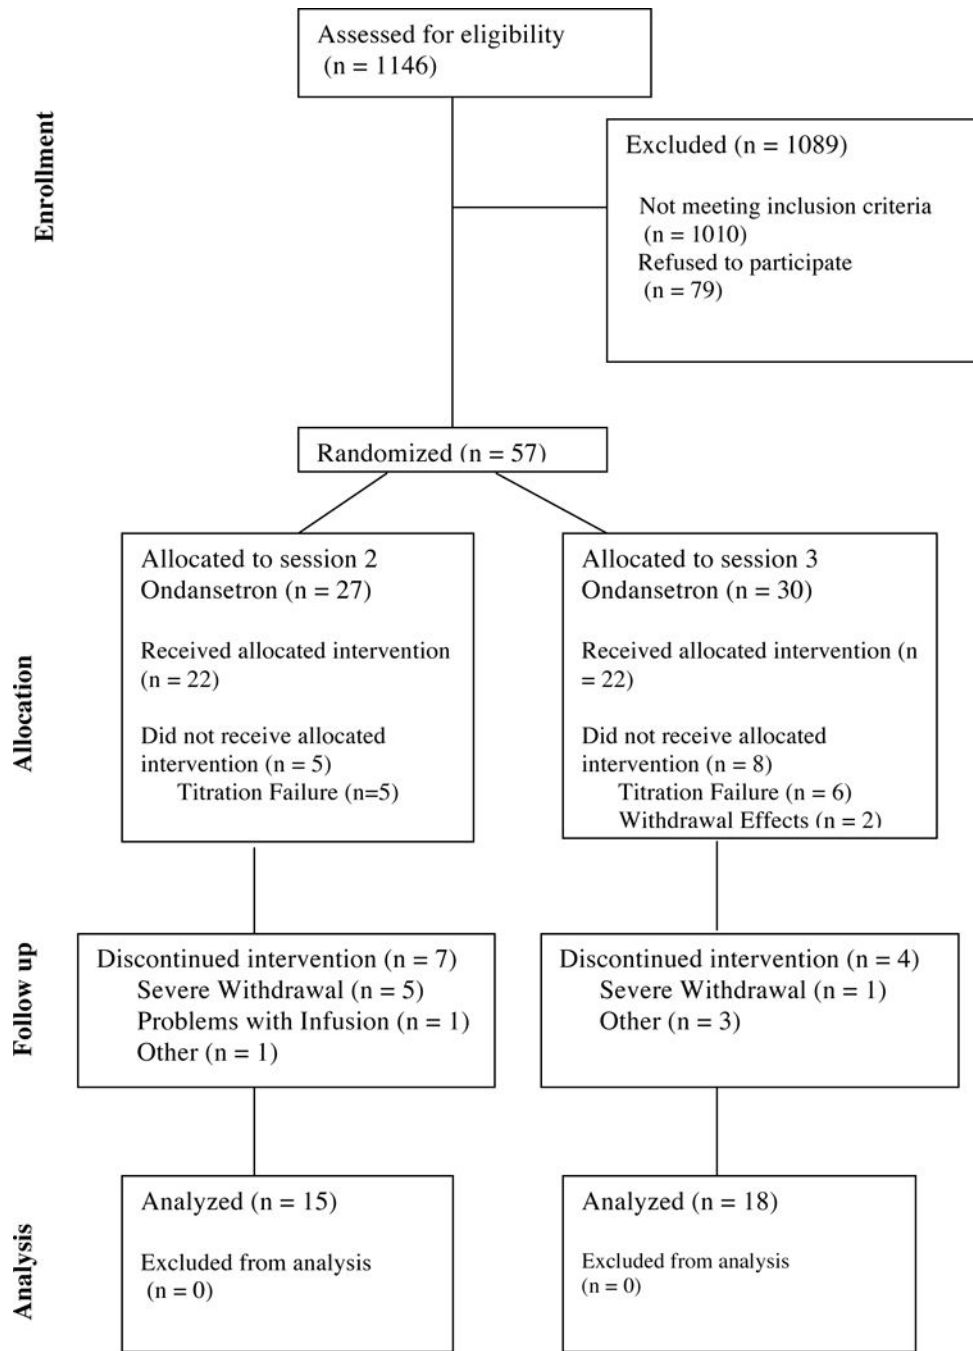 Assessed for eligibility
(n = 1146)
Enrollment
Excluded (n = 1089)
Not meeting inclusion criteria
(n = 1010)
Refused to participate
(n = 79)
Randomized (n = 57)
Allocation
Allocated to session 2
Ondansetron (n = 27)
Received allocated intervention
(n = 22)
Did not receive allocated
intervention (n = 5)
Titration Failure (n=5)
Allocated to session 3
Ondansetron (n = 30)
Received allocated intervention (n
= 22)
Did not receive allocated
intervention (n = 8)
Titration Failure (n = 6)
Withdrawal Effects (n = 2)
Follow up
Discontinued intervention (n = 7)
Severe Withdrawal (n = 5)
Problems with Infusion (n = 1)
Other (n = 1)
Discontinued intervention (n = 4)
Severe Withdrawal (n = 1)
Other (n = 3)
Analysis
Analyzed (n = 15)
Excluded from analysis
(n = 0)
Analyzed (n = 18)
Excluded from analysis
(n = 0)